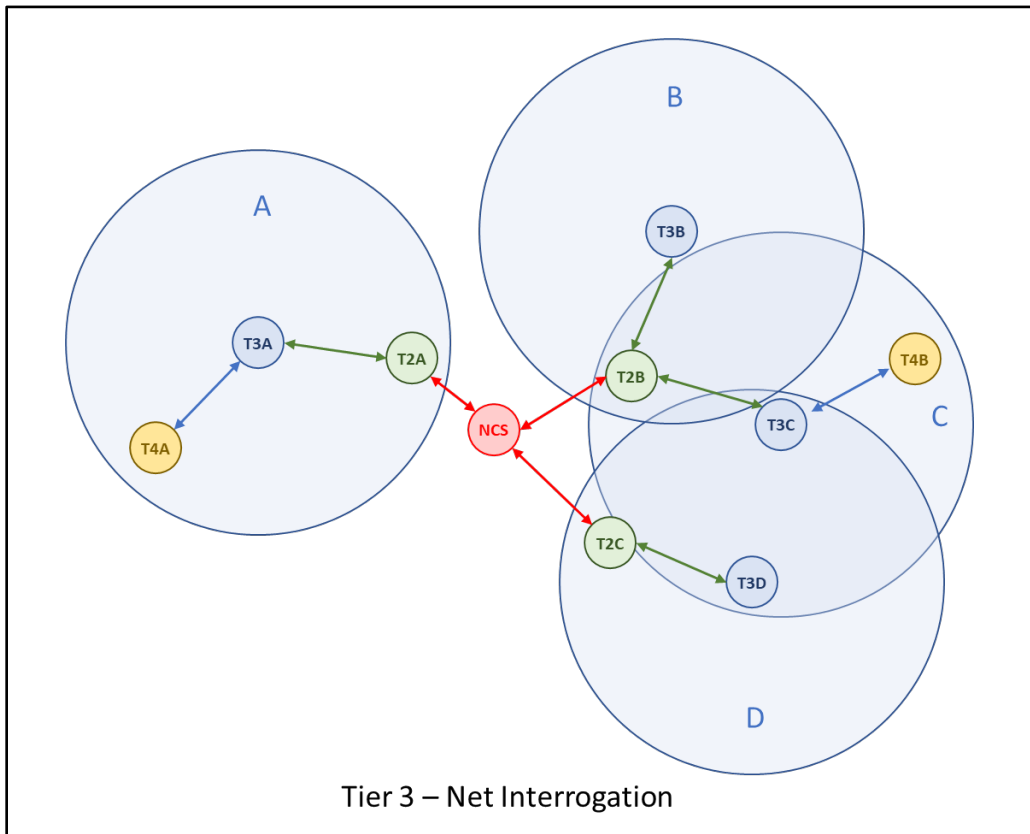 B
A
T3B
T3A
T2A
T4B
T2B
C
T3C
NCS
T4A
T2C
T3D
D
Tier 3 – Net Interrogation